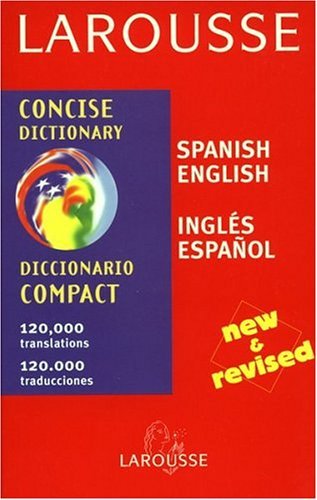 LAROUSSE
CONCISE
DICTIONARY
DICCIONARIO
COMPACT
120,000
translations
120.000
traducciones
SPANISH
ENGLISH
INGLÉS
ESPAÑOL
new
&
revised
LAROUSSE